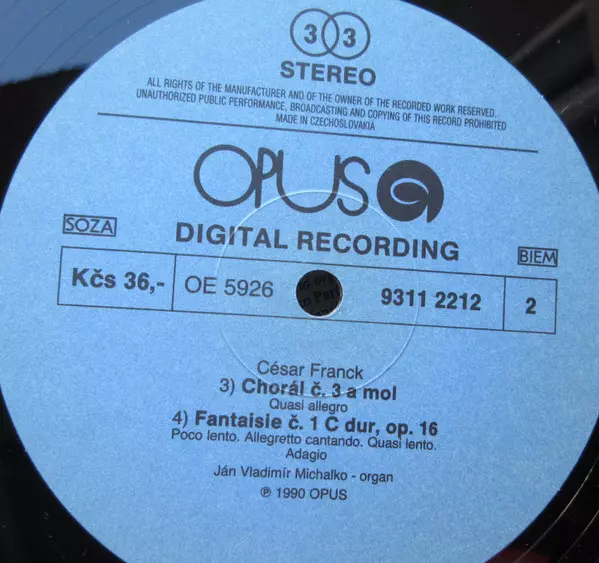 33
STEREO
ALL RIGHTS OF THE MANUFACTURER AND OF THE OWNER OF THE RECORDED WORK RESERVED.
UNAUTHORIZED PUBLIC PERFORMANCE, BROADCASTING AND COPYING OF THIS RECORD PROHIBITED
MADE IN CZECHOSLOVAKIA
OPUS
DIGITAL RECORDING
SOZA
BIEM
Kčs 36,- OE 5926 9311 2212 2
César Franck
3) Chorál č. 3 a mol
Quasi allegro
4) Fantaisie č. 1 C dur, op. 16
Poco lento. Allegretto cantando. Quasi lento.
Adagio
Ján Vladimír Michalko - organ
℗ 1990 OPUS